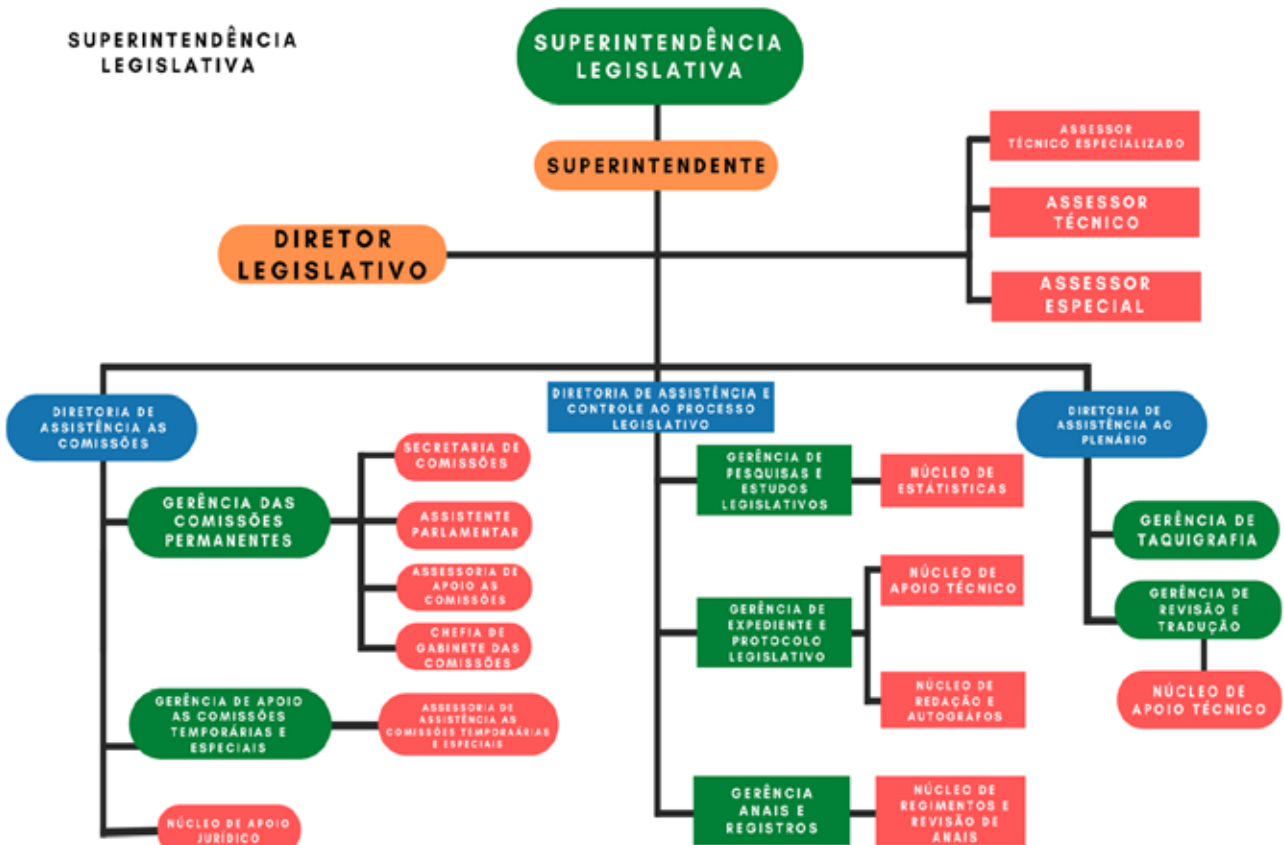 SUPERINTENDÊNCIA
LEGISLATIVA
SUPERINTENDÊNCIA
LEGISLATIVA
SUPERINTENDENTE
DIRETOR
LEGISLATIVO
ASSESSOR
TÉCNICO ESPECIALIZADO
ASSESSOR
TÉCNICO
ASSESSOR
ESPECIAL
DIRETORIA DE
ASSISTÊNCIA AS
COMISSÕES
GERÊNCIA DAS
COMISSÕES
PERMANENTES
SECRETARIA DE
COMISSÕES
ASSISTENTE
PARLAMENTAR
ASSESSORIA DE
APOIO AS
COMISSÕES
CHEFIA DE
GABINETE DAS
COMISSÕES
GERÊNCIA DE APOIO
AS COMISSÕES
TEMPORÁRIAS E
ESPECIAIS
ASSESSORIA DE
ASSISTÊNCIA AS
COMISSÕES TEMPORAÁRIAS
E ESPECIAIS
NÚCLEO DE APOIO
JURÍDICO
DIRETORIA DE ASSISTÊNCIA E
CONTROLE AO PROCESSO
LEGISLATIVO
GERÊNCIA DE
PESQUISAS E
ESTUDOS
LEGISLATIVOS
NÚCLEO DE
ESTÁTISTICAS
GERÊNCIA DE
EXPEDIENTE E
PROTOCOLO
LEGISLATIVO
NÚCLEO DE
APOIO TÉCNICO
NÚCLEO DE
REDAÇÃO E
AUTOGRÁFOS
GERÊNCIA
ANAIS E
REGISTROS
NÚCLEO DE
REGIMENTOS E
REVISÃO DE
ANAIS
DIRETORIA DE
ASSISTÊNCIA AO
PLENÁRIO
GERÊNCIA DE
TAQUIGRAFIA
GERÊNCIA DE
REVISÃO E
TRADUÇÃO
NÚCLEO DE
APOIO TÉCNICO